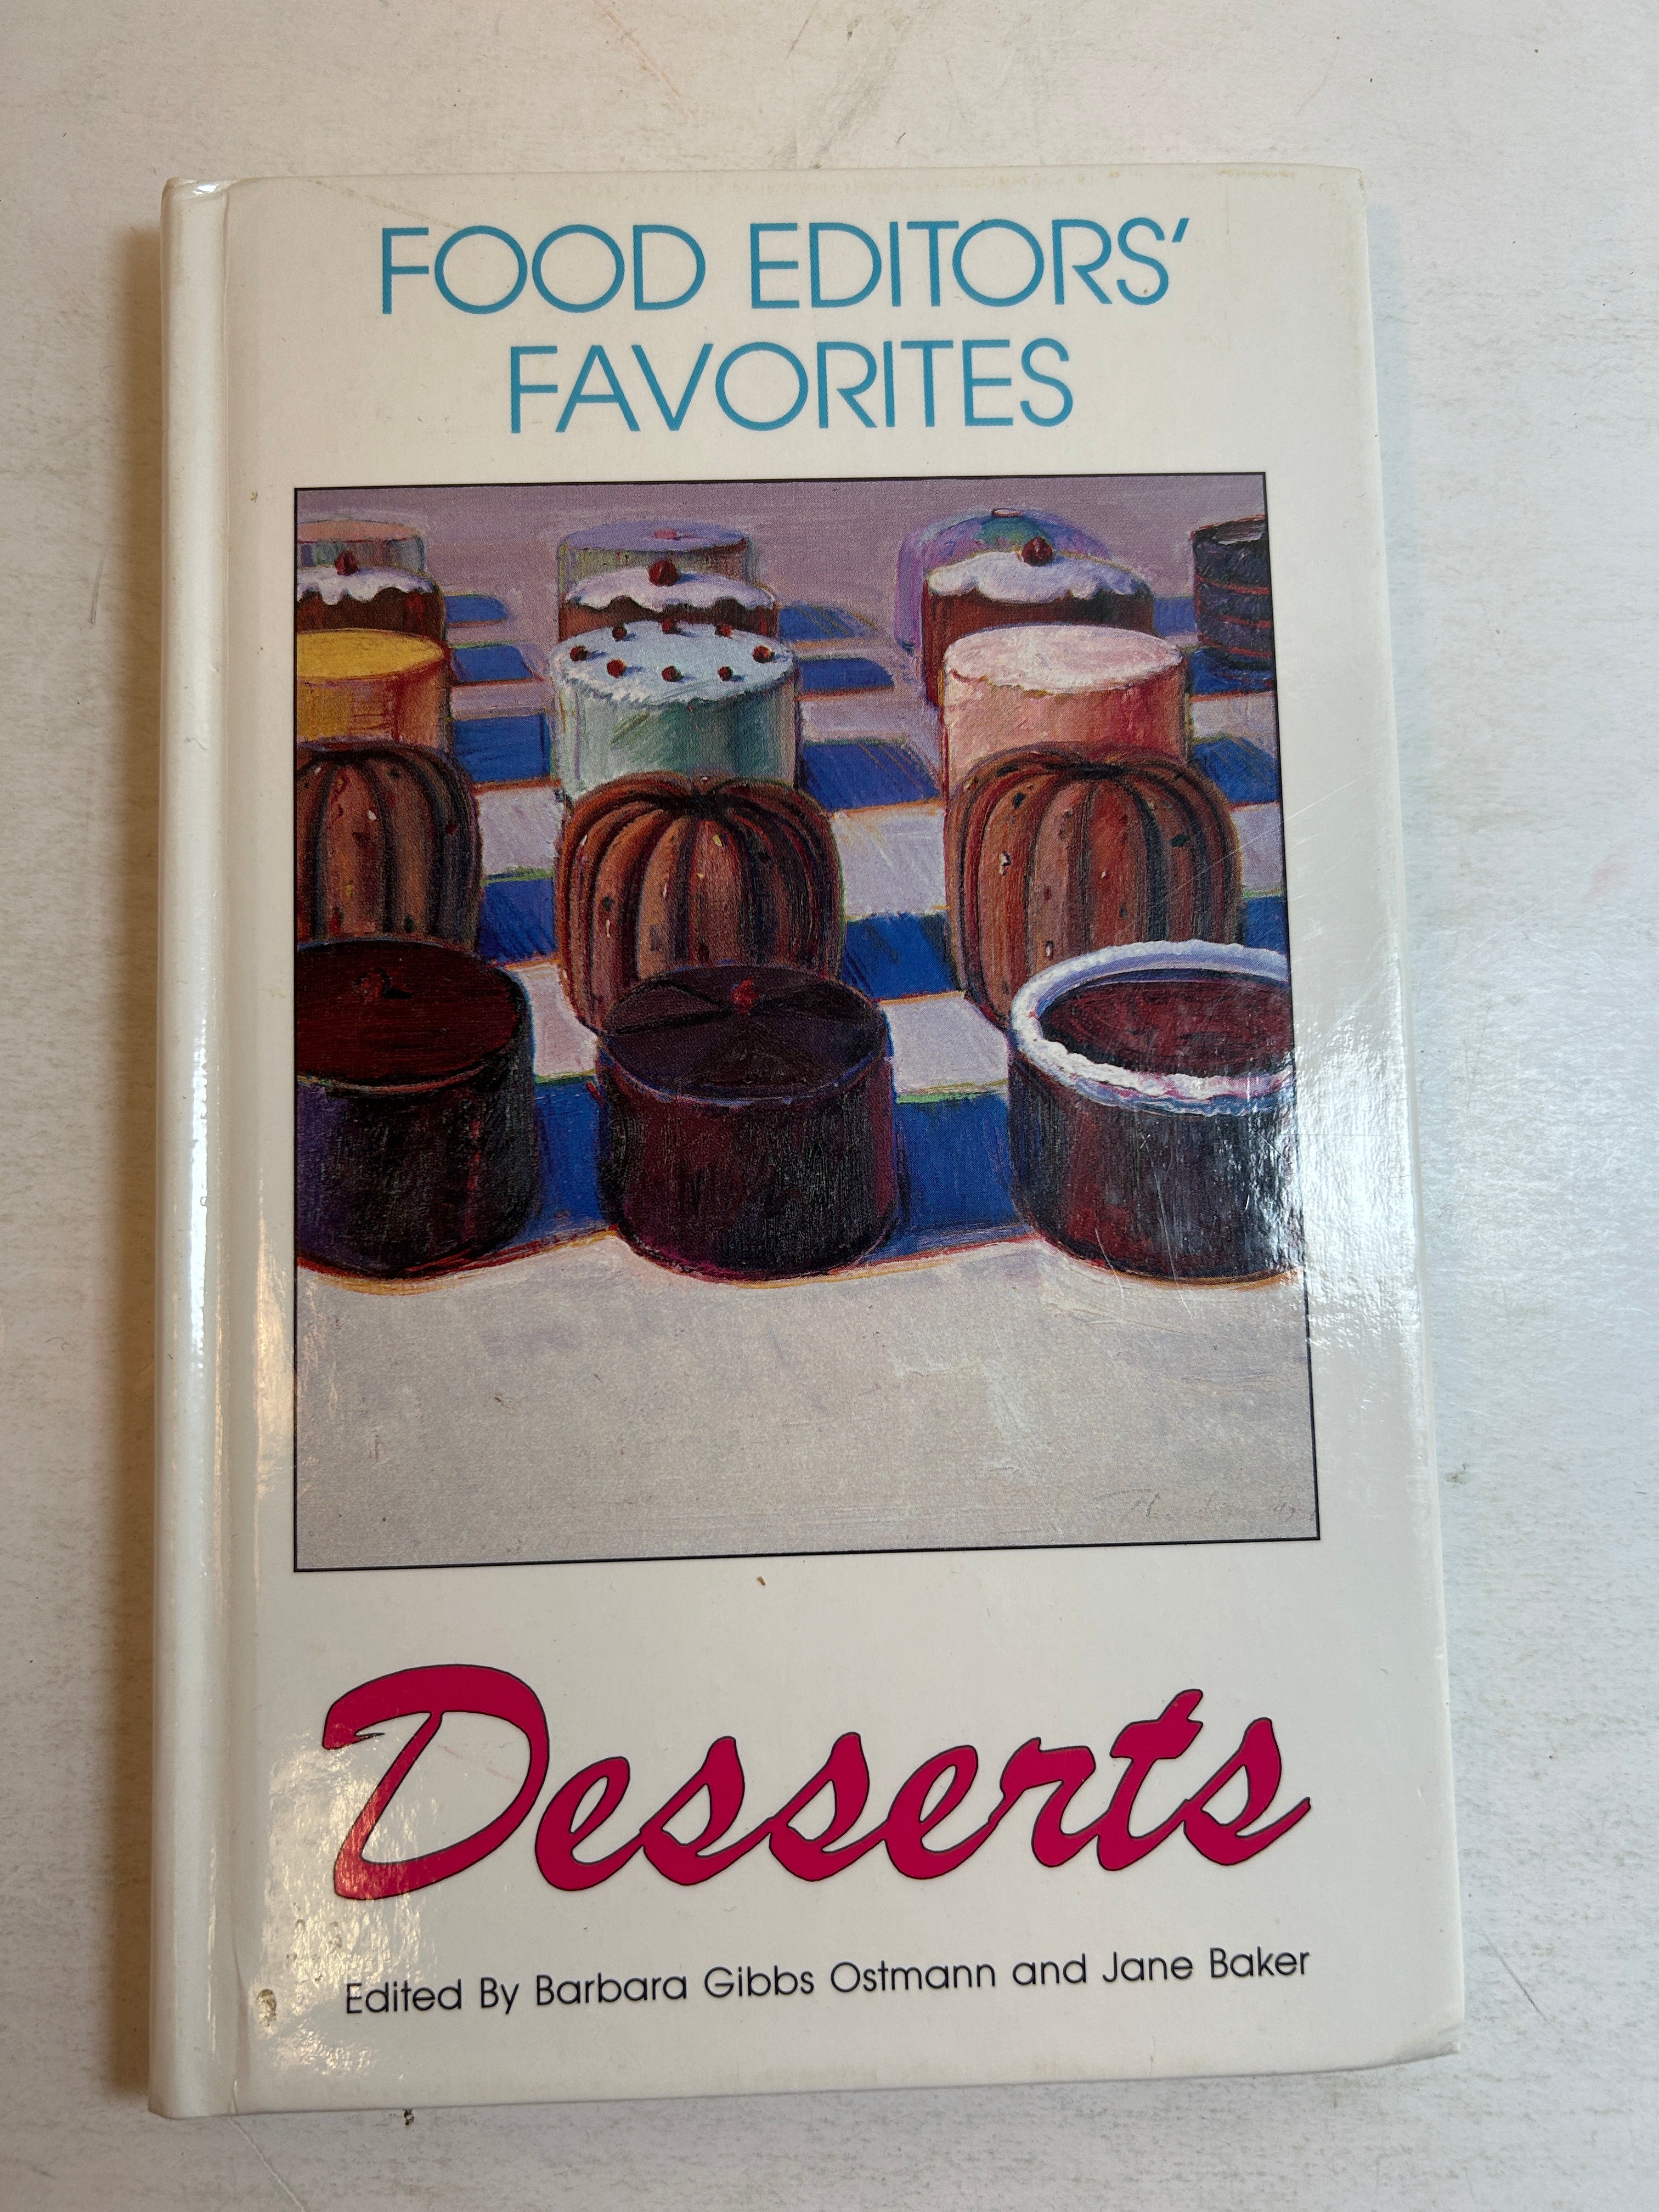 FOOD EDITORS'
FAVORITES
Desserts
Edited By Barbara Gibbs Ostmann and Jane Baker